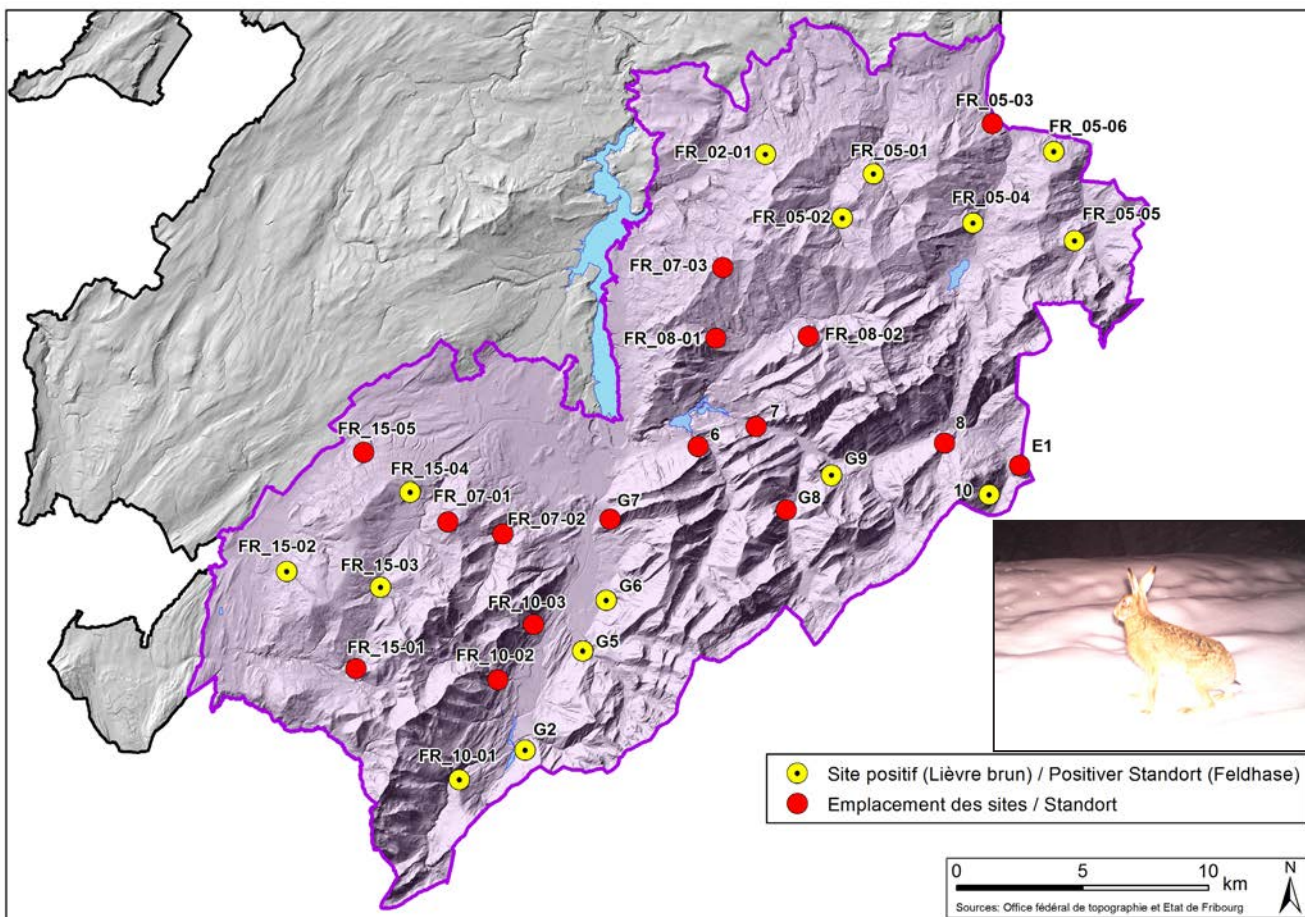 FR_05-03
FR_05-06
FR_02-01
FR_05-01
FR_05-02
FR_05-04
FR_05-05
FR_07-03
FR_08-01
FR_08-02
7
6
8
E1
G9
10
G8
G7
FR_15-05
FR_15-04
FR_07-01
FR_07-02
FR_15-02
FR_15-03
G6
FR_10-03
G5
FR_15-01
FR_10-02
G2
FR_10-01
Site positif (Lièvre brun) / Positiver Standort (Feldhase)
Emplacement des sites / Standort
0 5 10
km
N
Sources: Office fédéral de topographie et Etat de Fribourg